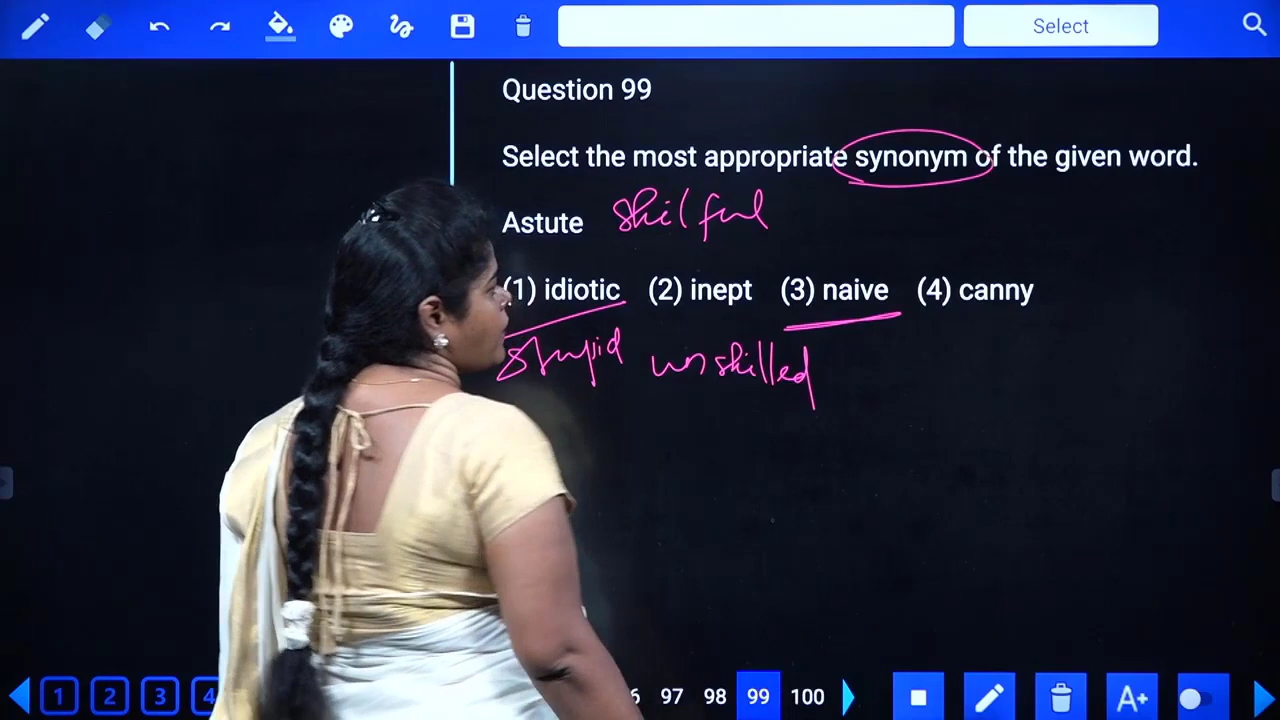 Select
Question 99
Select the most appropriate synonym of the given word.
Astute skilful
(1) idiotic (2) inept (3) naive (4) canny
stupid unskilled
1 2 3 4 97 98 99 100 A+